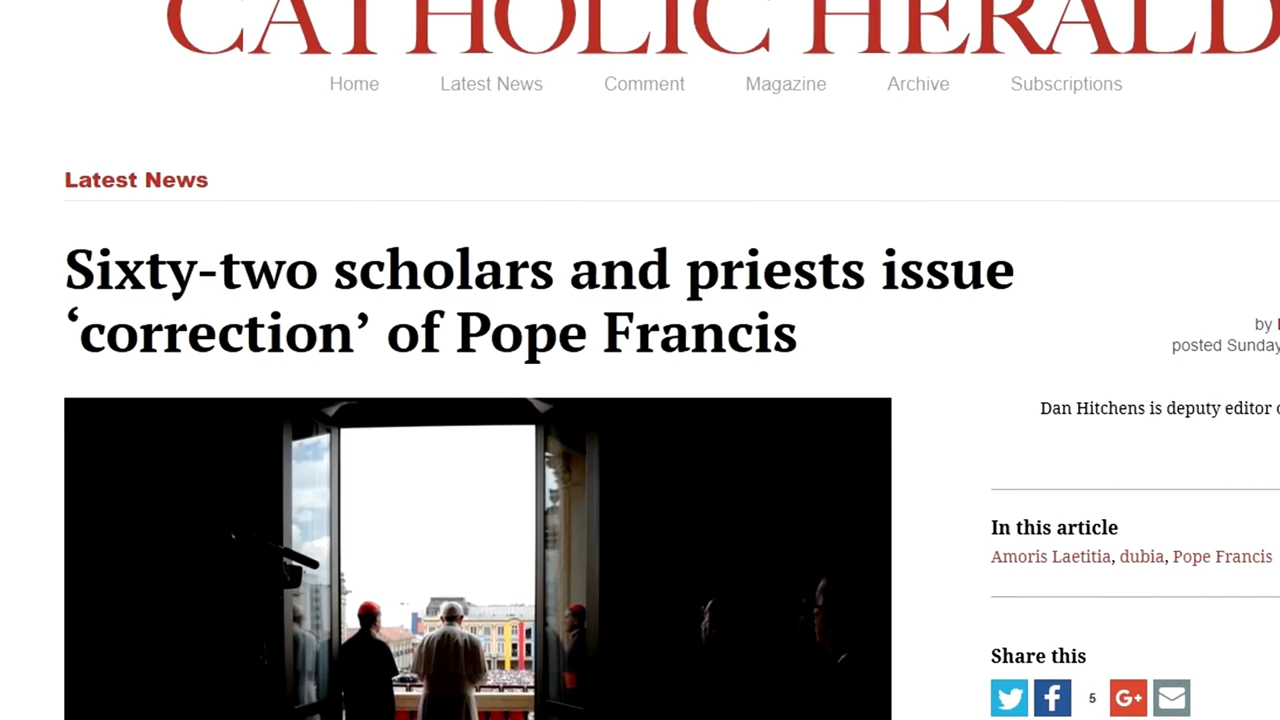 CATHOLIC HERALD
Home Latest News Comment Magazine Archive Subscriptions
Latest News
Sixty-two scholars and priests issue
‘correction’ of Pope Francis
by
posted Sunday
Dan Hitchens is deputy editor
In this article
Amoris Laetitia, dubia, Pope Francis
Share this
5
G+